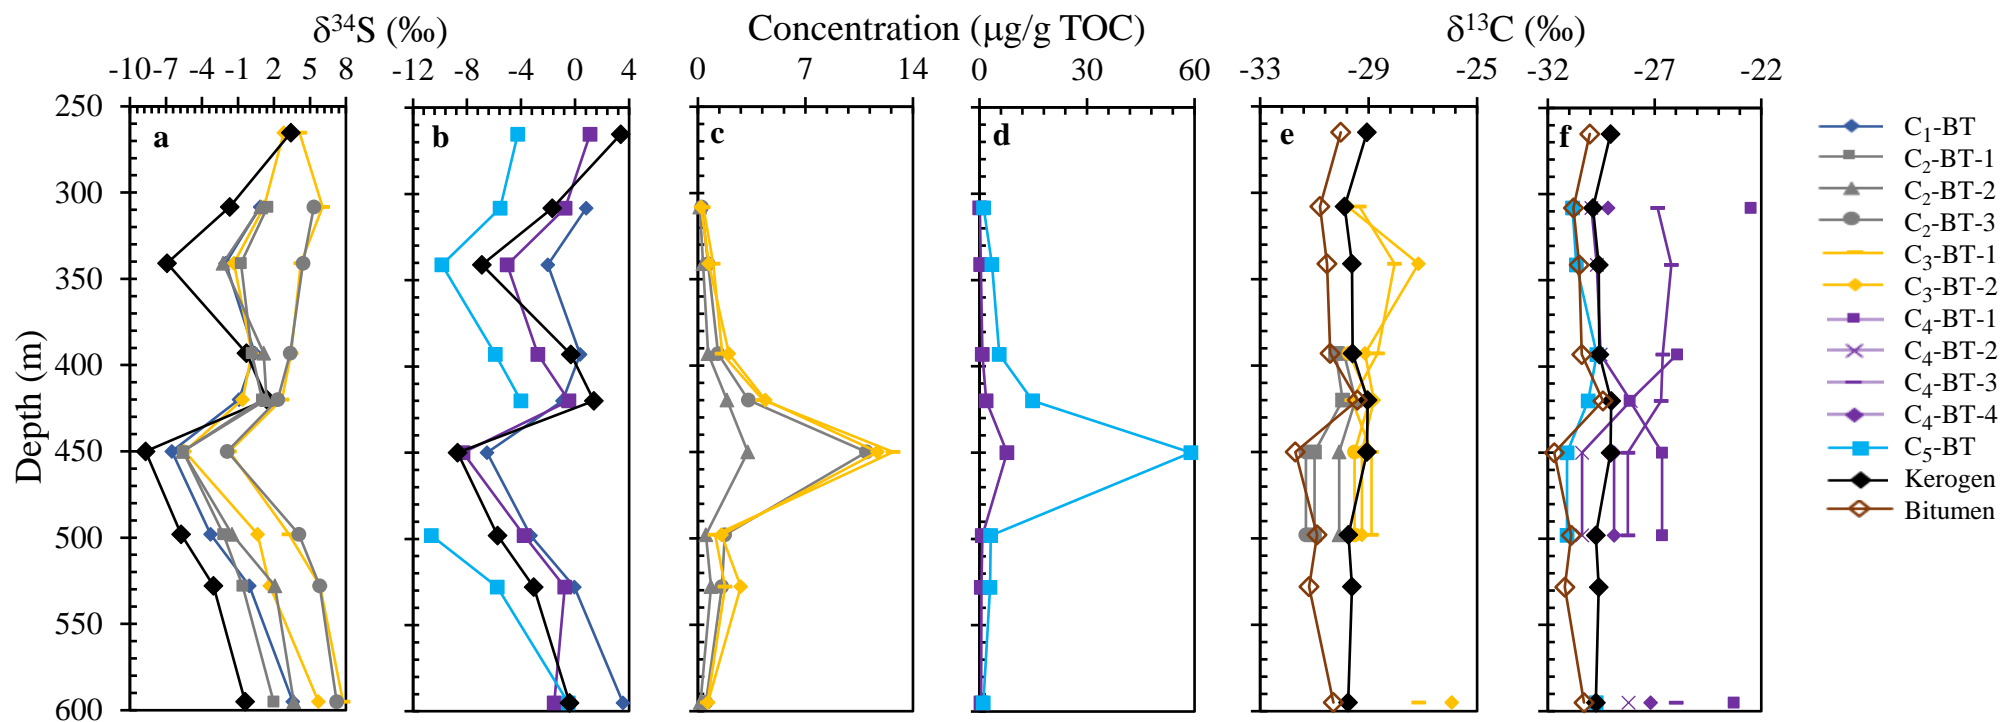 δ³⁴S (‰) Concentration (μg/g TOC) δ¹³C (‰)
-10 -7 -4 -1 2 5 8 -12 -8 -4 0 4 0 7 14 0 30 60 -33 -29 -25 -32 -27 -22
250
a b c d e f
300
350
400
450
500
550
600
Depth (m)
C₁-BT
C₂-BT-1
C₂-BT-2
C₂-BT-3
C₃-BT-1
C₃-BT-2
C₄-BT-1
C₄-BT-2
C₄-BT-3
C₄-BT-4
C₅-BT
Kerogen
Bitumen